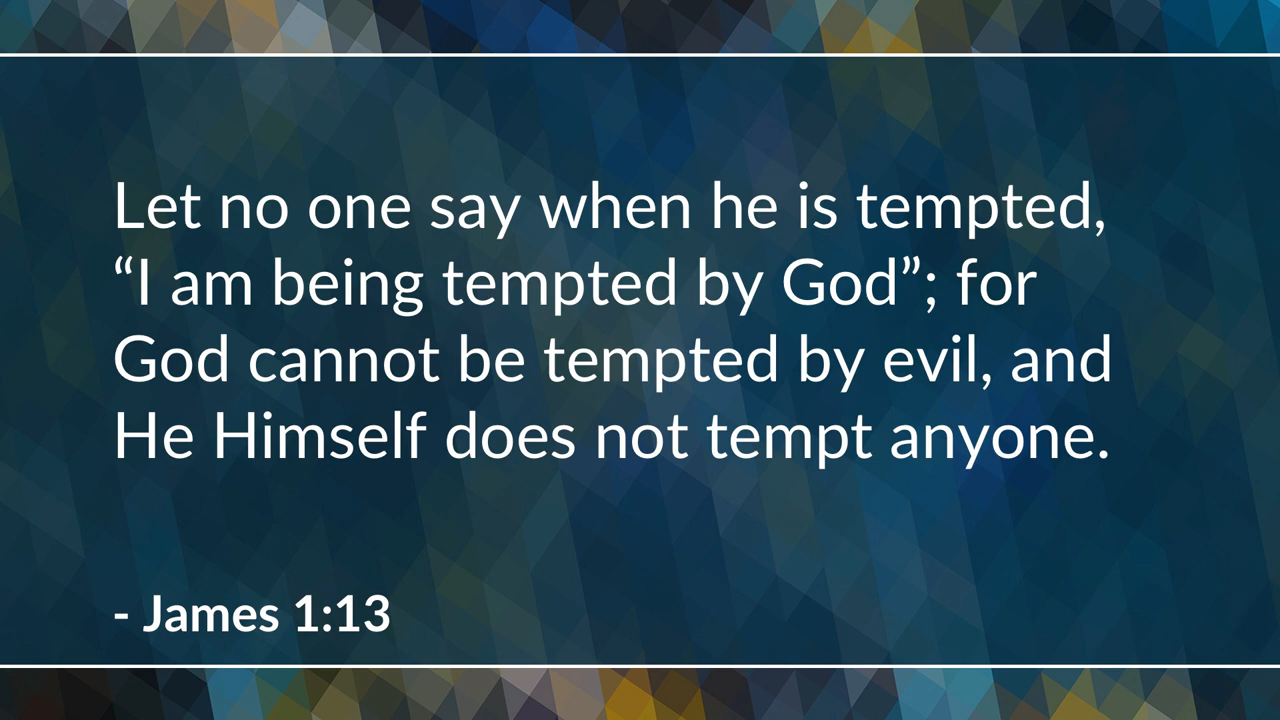 Let no one say when he is tempted,
“I am being tempted by God”; for
God cannot be tempted by evil, and
He Himself does not tempt anyone.
- James 1:13